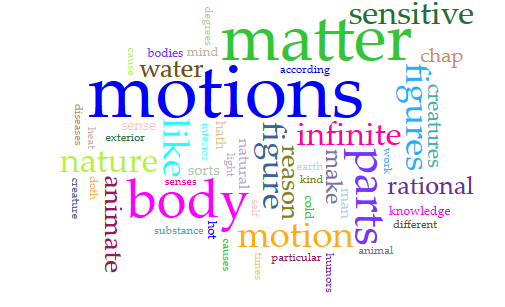 degrees
sensitive
matter
cause
bodies
mind
water
according
chap
motions
figures
creatures
diseases
heat
sense
exterior
like
interior
hath
light
natural
figure
reason
infinite
nature
sorts
senses
earth
kind
make
man
parts
work
rational
creature
doth
animate
body
self
cold
knowledge
different
substance
hot
causes
motion
times
particular
humors
animal